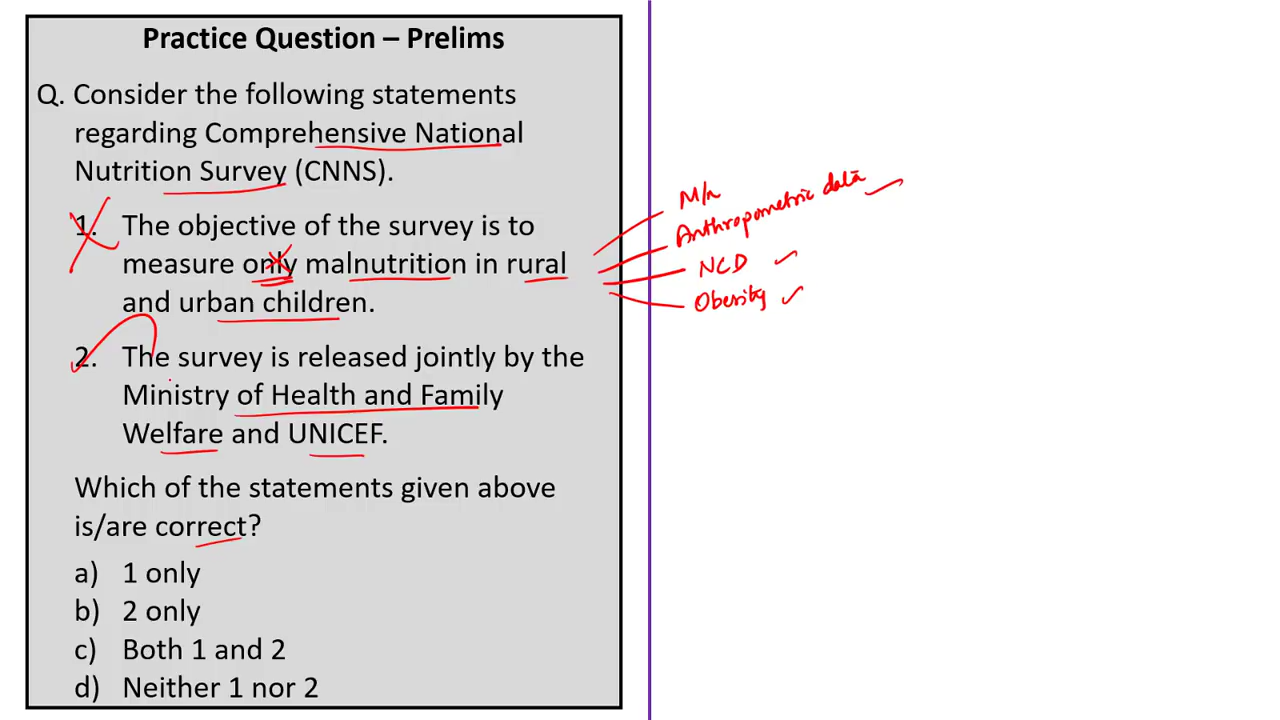 Practice Question – Prelims
Q. Consider the following statements
regarding Comprehensive National
Nutrition Survey (CNNS).
1. The objective of the survey is to
measure only malnutrition in rural
and urban children.
2. The survey is released jointly by the
Ministry of Health and Family
Welfare and UNICEF.
Which of the statements given above
is/are correct?
a) 1 only
b) 2 only
c) Both 1 and 2
d) Neither 1 nor 2
M/n
Anthropometric data
NCD
Obesity